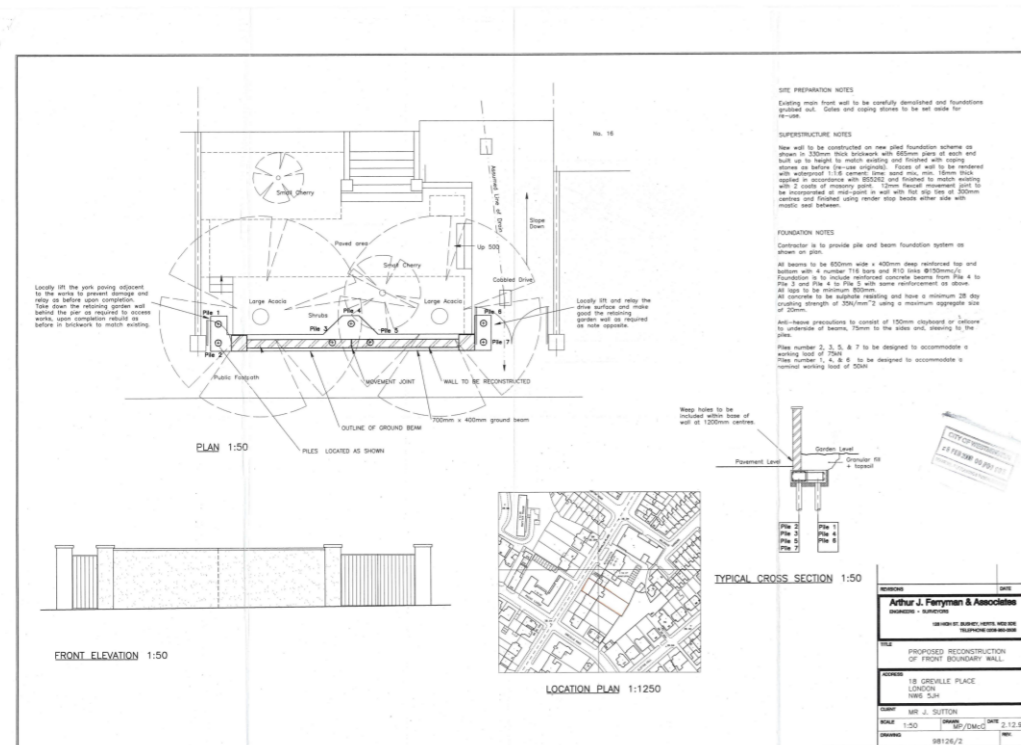 SITE PREPARATION NOTES
Existing main front wall to be carefully demolished and foundations
grubbed out. Gates and coping stones to be set aside for
re-use.
SUPERSTRUCTURE NOTES
New wall to be constructed on new piled foundation scheme as
shown in 330mm thick brickwork with 665mm piers at each end
built up to height to match existing and finished with coping
stones as before (re-use originals). Faces of wall to be rendered
with waterproof 1:1:6 cement: lime: sand mix, min. 16mm thick
applied in accordance with BS5262 and finished to match existing
with 2 coats of masonry paint. 12mm flexcell movement joint to
be incorporated at mid-point in wall with flat slip ties at 300mm
centres and finished using render stop beads either side with
mastic seal between.
FOUNDATION NOTES
Contractor is to provide pile and beam foundation system as
shown on plan.
All beams to be 650mm wide x 400mm deep reinforced top and
bottom with 4 number T16 bars and R10 links @150mmc/c
Foundation is to include reinforced concrete beams from Pile 4 to
Pile 3 and Pile 4 to Pile 5 with same reinforcement as above.
All laps to be minimum 800mm.
All concrete to be sulphate resisting and have a minimum 28 day
crushing strength of 35N/mm^2 using a maximum aggregate size
of 20mm.
Anti-heave precautions to consist of 150mm clayboard or cellcore
to underside of beams, 75mm to the sides and, sleeving to the
piles.
Piles number 2, 3, 5, & 7 to be designed to accommodate a
working load of 75kN
Piles number 1, 4, & 6 to be designed to accommodate a
nominal working load of 50kN
No. 16
Small Cherry
Assumed Line of Drain
Slope
Down
Paved area
Up 500
Small Cherry
Cobbled Drive
Large Acacia
Large Acacia
Shrubs
Locally lift the york paving adjacent
to the works to prevent damage and
relay as before upon completion.
Take down the retaining garden wall
behind the pier as required to access
works, upon completion rebuild as
before in brickwork to match existing.
Locally lift and relay the
drive surface and make
good the retaining
garden wall as required
as note opposite.
Pile 1
Pile 2
Pile 3
Pile 4
Pile 5
Pile 6
Pile 7
Public Footpath
MOVEMENT JOINT
WALL TO BE RECONSTRUCTED
700mm x 400mm ground beam
OUTLINE OF GROUND BEAM
PILES LOCATED AS SHOWN
PLAN 1:50
Weep holes to be
included within base of
wall at 1200mm centres.
Pavement Level
Garden Level
Granular fill
+ topsoil
Pile 2
Pile 3
Pile 5
Pile 7
Pile 1
Pile 4
Pile 6
TYPICAL CROSS SECTION 1:50
FRONT ELEVATION 1:50
LOCATION PLAN 1:1250
REVISIONS DATE
Arthur J. Ferryman & Associates
ENGINEERS + SURVEYORS
TITLE
PROPOSED RECONSTRUCTION
OF FRONT BOUNDARY WALL.
ADDRESS
18 GREVILLE PLACE
LONDON
NW6 5JH
CLIENT MR J. SUTTON
SCALE 1:50 DRAWN MP/DMcC DATE 2.12.9
DRAWING 98126/2 REV.